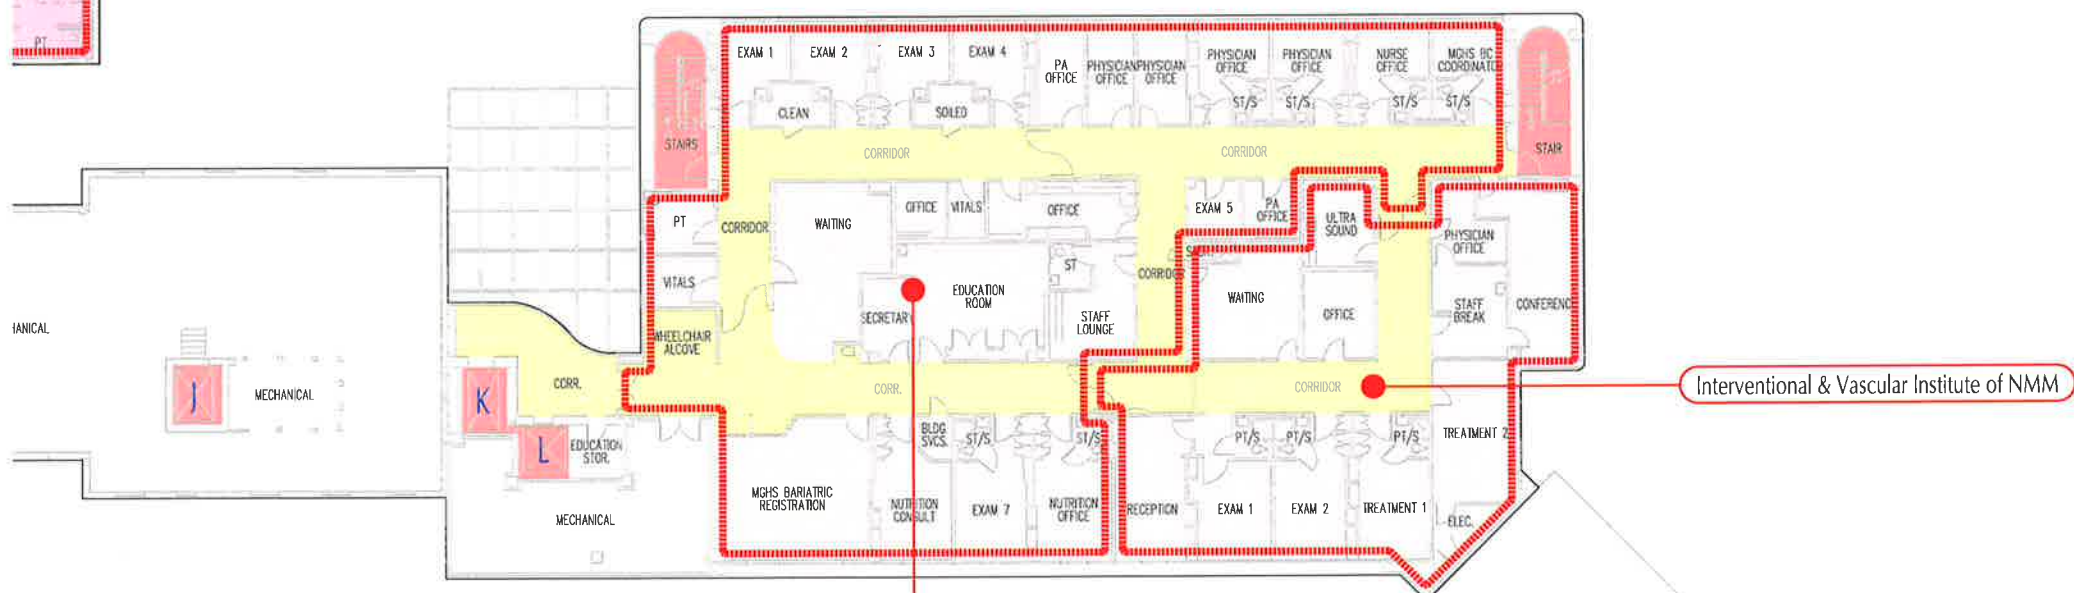 PT
EXAM 1
EXAM 2
EXAM 3
EXAM 4
PA
OFFICE
PHYSICIAN
OFFICE
PHYSICIAN
OFFICE
PHYSICIAN
OFFICE
PHYSICIAN
OFFICE
NURSE
OFFICE
MGHS BC
COORDINATO
CLEAN
SOILED
ST/S
ST/S
ST/S
ST/S
STAIRS
CORRIDOR
CORRIDOR
STAIR
PT
CORRIDOR
WAITING
OFFICE
VITALS
OFFICE
EXAM 5
PA
OFFICE
ULTRA
SOUND
PHYSICIAN
OFFICE
VITALS
ST
CORRIDOR
WAITING
SECRETARY
EDUCATION
ROOM
STAFF
LOUNGE
OFFICE
STAFF
BREAK
CONFERENC
HANICAL
WHEELCHAIR
ALCOVE
J
MECHANICAL
K
CORR.
CORR.
CORRIDOR
Interventional & Vascular Institute of NMM
L
EDUCATION
STOR.
BLDG
SVCS.
ST/S
ST/S
PT/S
PT/S
PT/S
TREATMENT 2
MGHS BARIATRIC
REGISTRATION
NUTRITION
CONSULT
EXAM 7
NUTRITION
OFFICE
RECEPTION
EXAM 1
EXAM 2
TREATMENT 1
ELEC.
MECHANICAL